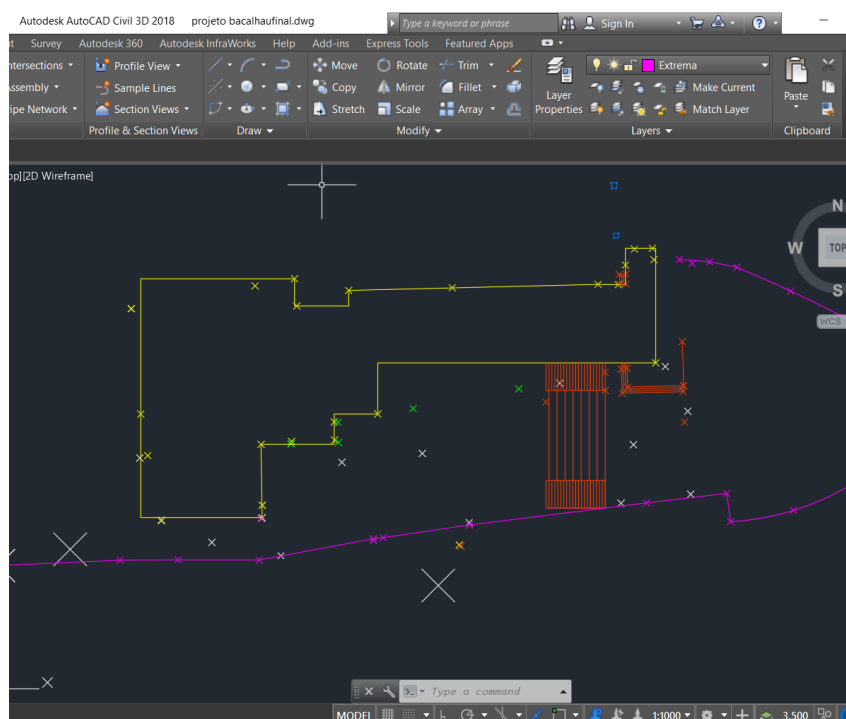 Autodesk AutoCAD Civil 3D 2018 projeto bacalhaufinal.dwg Type a keyword or phrase Sign In ?
Survey Autodesk 360 Autodesk InfraWorks Help Add-ins Express Tools Featured Apps
ntersections Profile View Move Rotate Trim Extrema
Assembly Sample Lines Copy Mirror Fillet Make Current
ipe Network Section Views Stretch Scale Array Layer Properties Match Layer Paste
Profile & Section Views Draw Modify Layers Clipboard
op][2D Wireframe]
N
W TOP
S
WCS
Type a command
MODEL 1:1000 3.500